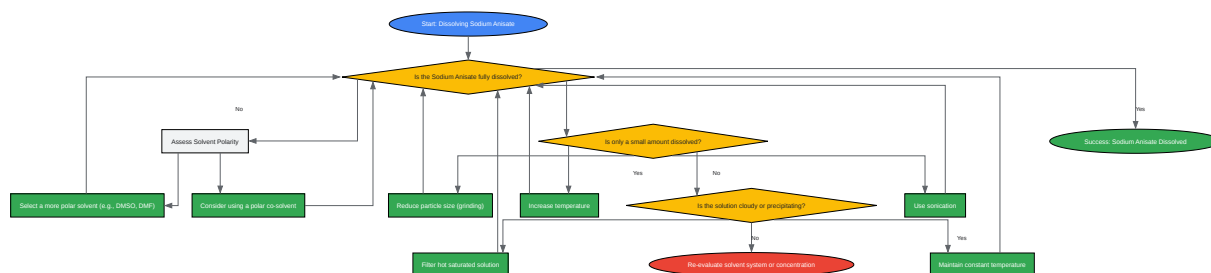 Start: Dissolving Sodium Anisate
Is the Sodium Anisate fully dissolved?
No
Yes
Assess Solvent Polarity
Is only a small amount dissolved?
Success: Sodium Anisate Dissolved
Yes
No
Select a more polar solvent (e.g., DMSO, DMF)
Consider using a polar co-solvent
Reduce particle size (grinding)
Increase temperature
Is the solution cloudy or precipitating?
Use sonication
No
Yes
Filter hot saturated solution
Re-evaluate solvent system or concentration
Maintain constant temperature